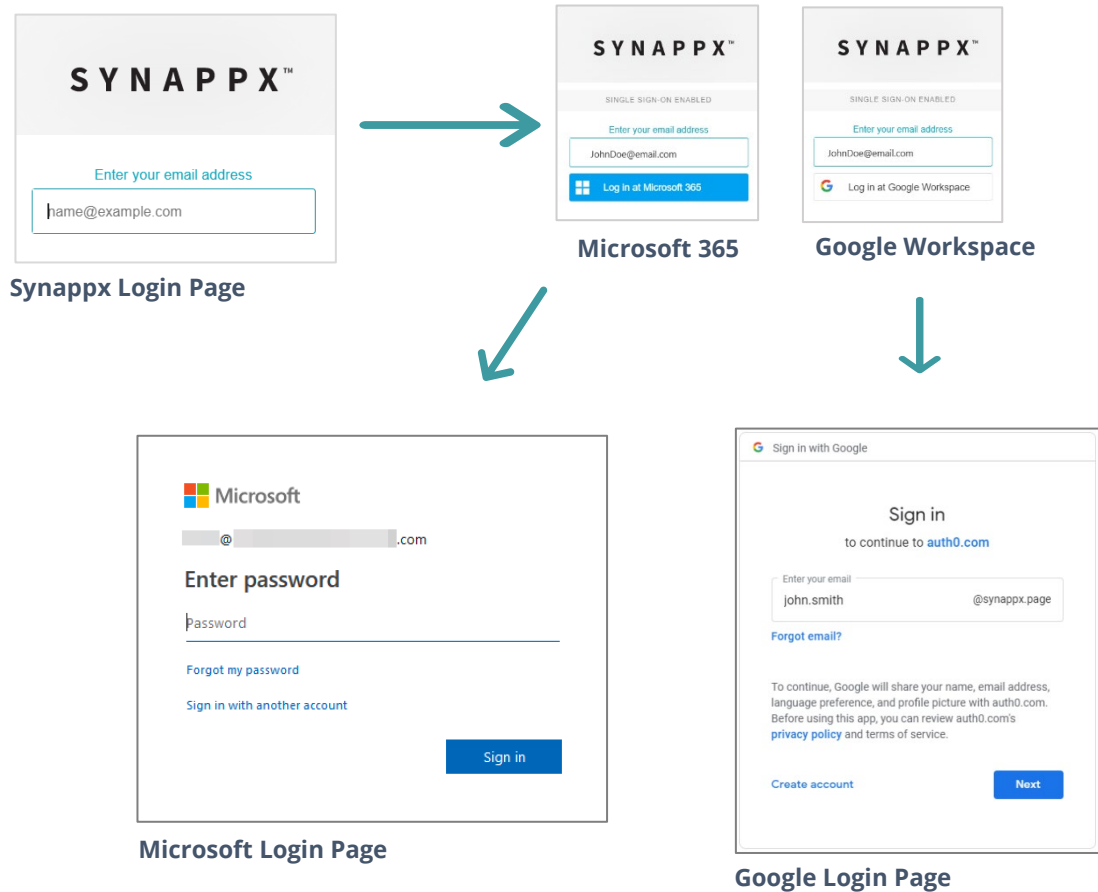 SYNAPPX™
Enter your email address
name@example.com
Synappx Login Page
SYNAPPX™
SINGLE SIGN-ON ENABLED
Enter your email address
JohnDoe@email.com
Log in at Microsoft 365
Microsoft 365
SYNAPPX™
SINGLE SIGN-ON ENABLED
Enter your email address
JohnDoe@email.com
Log in at Google Workspace
Google Workspace
Microsoft
@ .com
Enter password
Password
Forgot my password
Sign in with another account
Sign in
Microsoft Login Page
Sign in with Google
Sign in
to continue to auth0.com
Enter your email
john.smith @synappx.page
Forgot email?
To continue, Google will share your name, email address,
language preference, and profile picture with auth0.com.
Before using this app, you can review auth0.com's
privacy policy and terms of service.
Create account
Next
Google Login Page